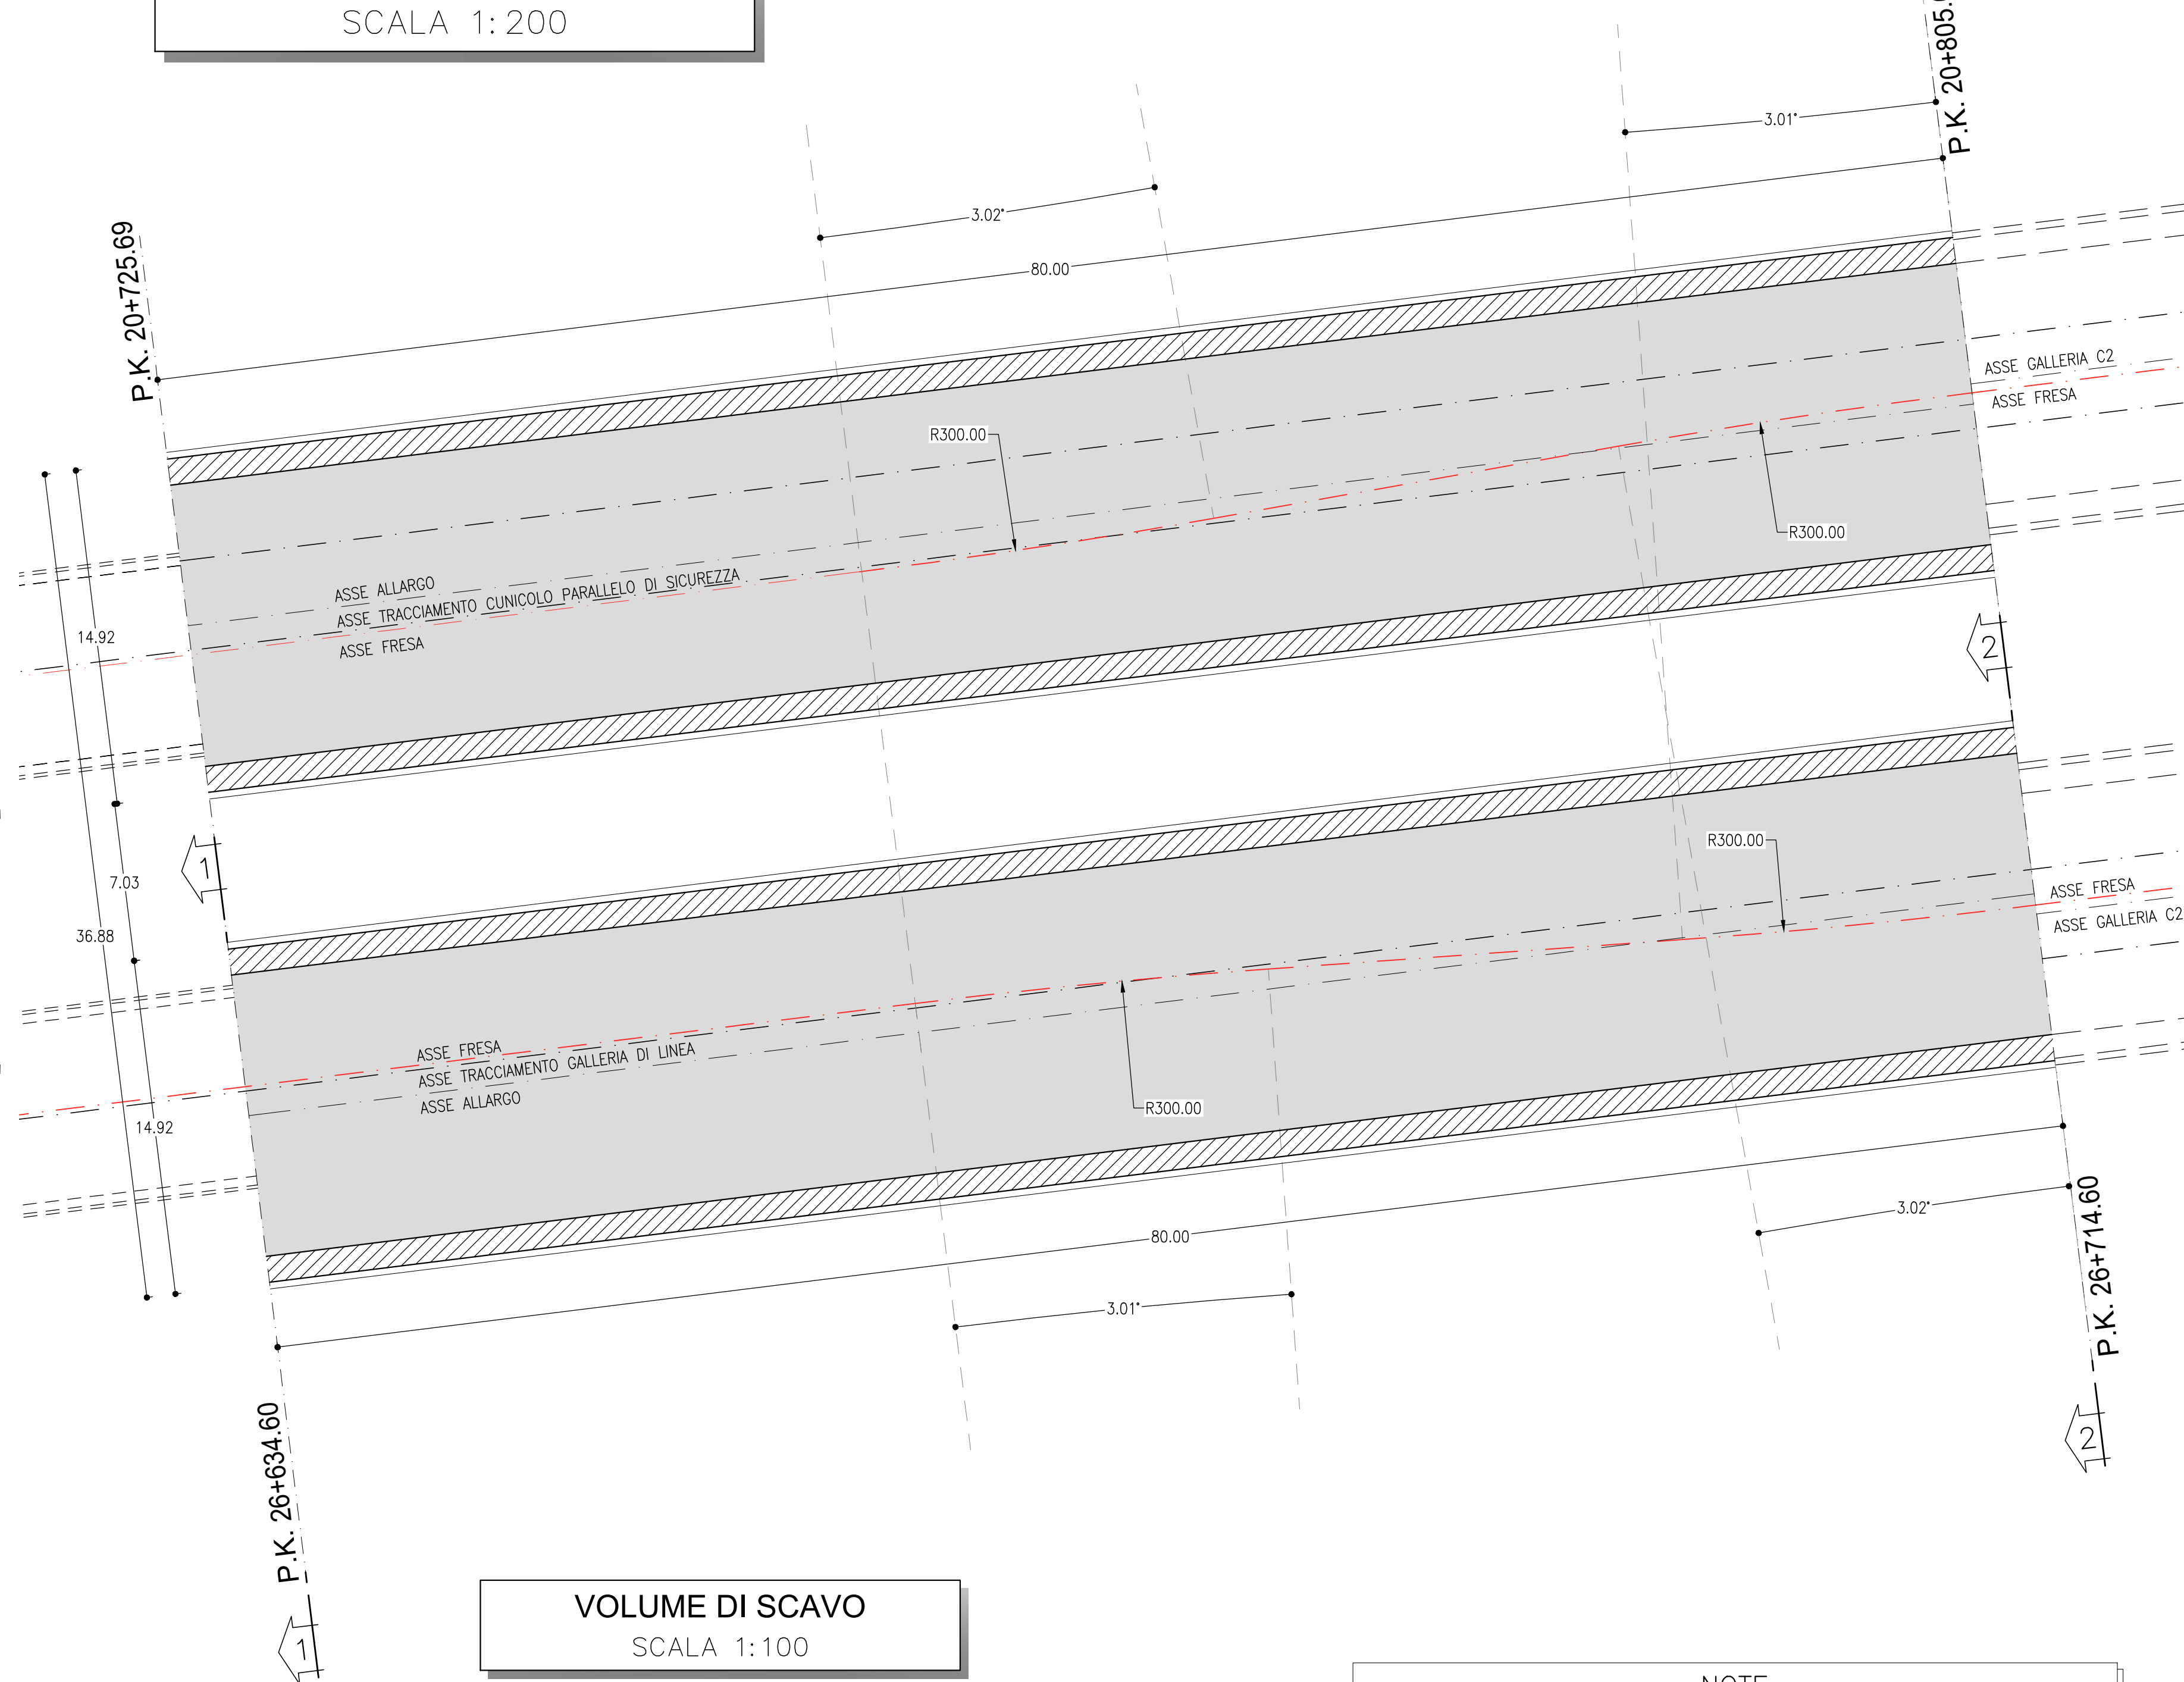 SCALA 1:200
P.K. 20+805.
3.01°
3.02°
80.00
P.K. 20+725.69
ASSE GALLERIA C2
ASSE FRESA
R300.00
R300.00
ASSE ALLARGO
ASSE TRACCIAMENTO CUNICOLO PARALLELO DI SICUREZZA
ASSE FRESA
14.92
2
1
7.03
36.88
R300.00
ASSE FRESA
ASSE GALLERIA C2
ASSE FRESA
ASSE TRACCIAMENTO GALLERIA DI LINEA
ASSE ALLARGO
R300.00
14.92
80.00
3.02°
3.01°
P.K. 26+714.60
2
P.K. 26+634.60
1
VOLUME DI SCAVO
SCALA 1:100
NOTE